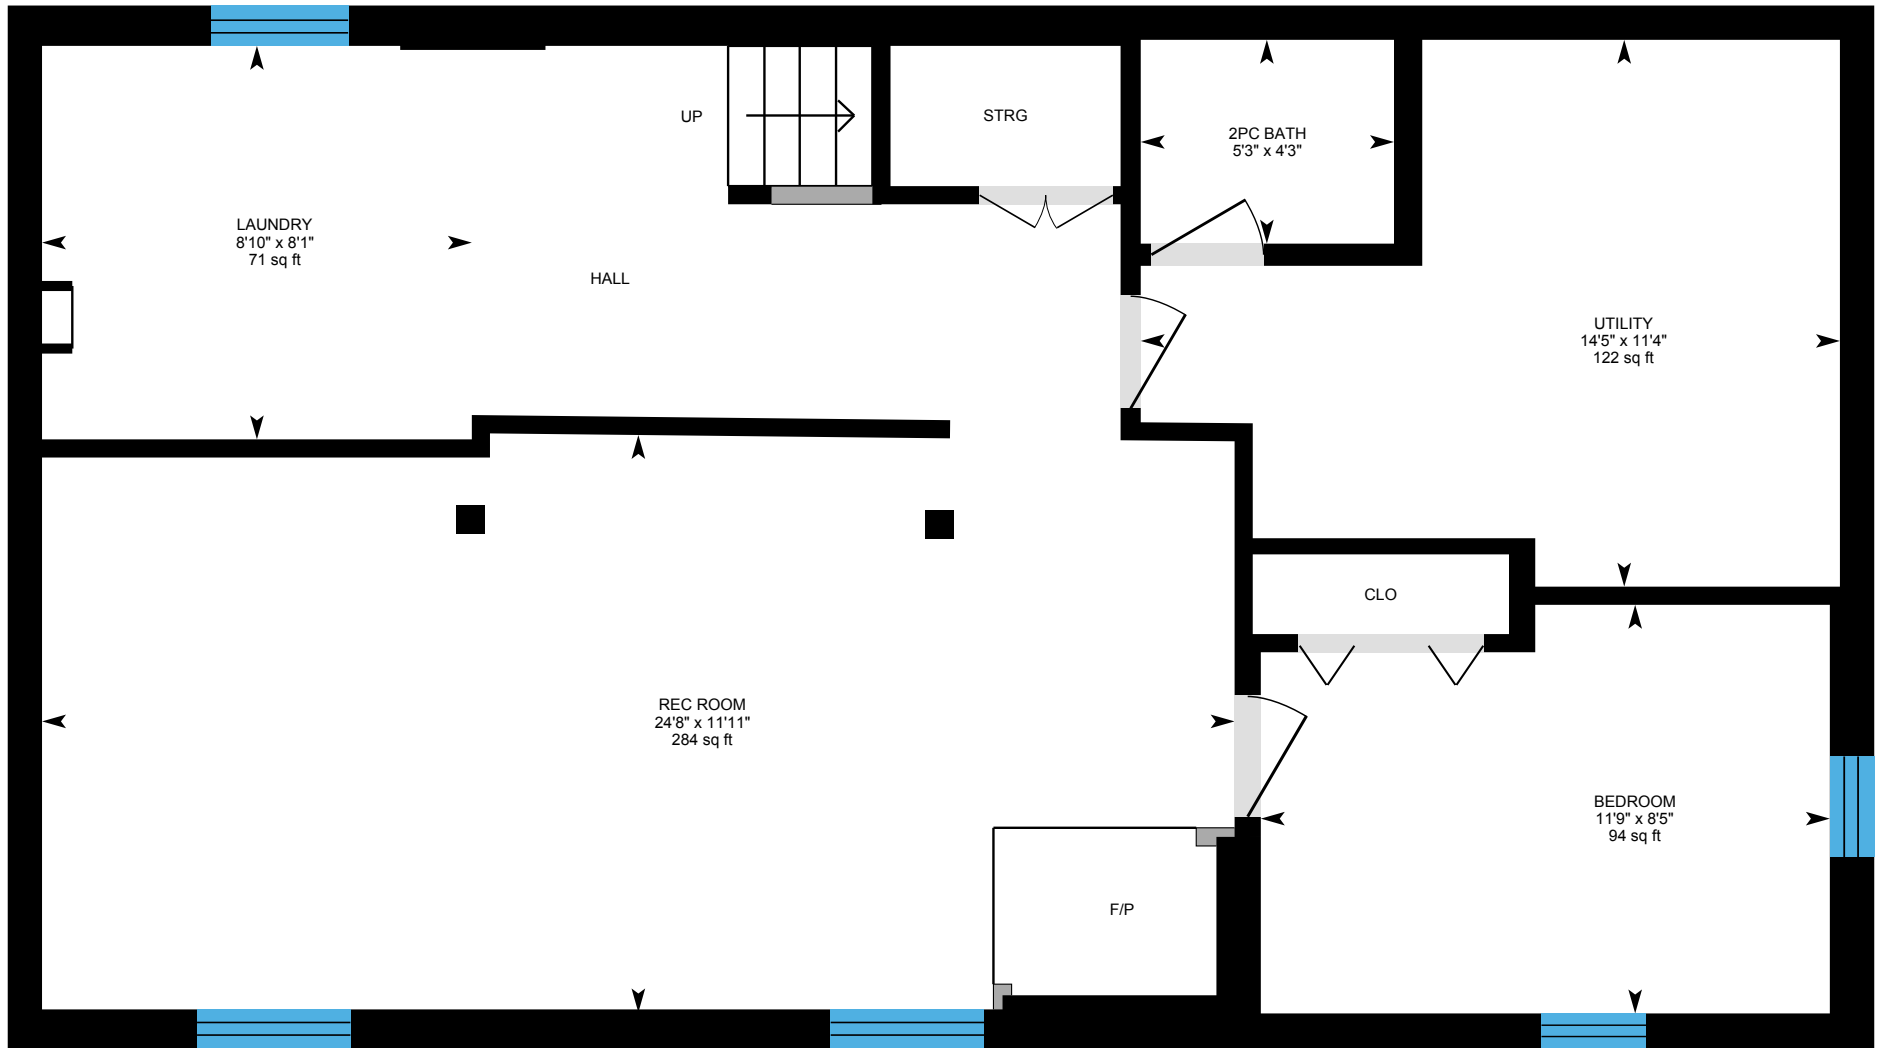 UP
STRG
2PC BATH
5'3" x 4'3"
LAUNDRY
8'10" x 8'1"
71 sq ft
HALL
UTILITY
14'5" x 11'4"
122 sq ft
CLO
REC ROOM
24'8" x 11'11"
284 sq ft
BEDROOM
11'9" x 8'5"
94 sq ft
F/P